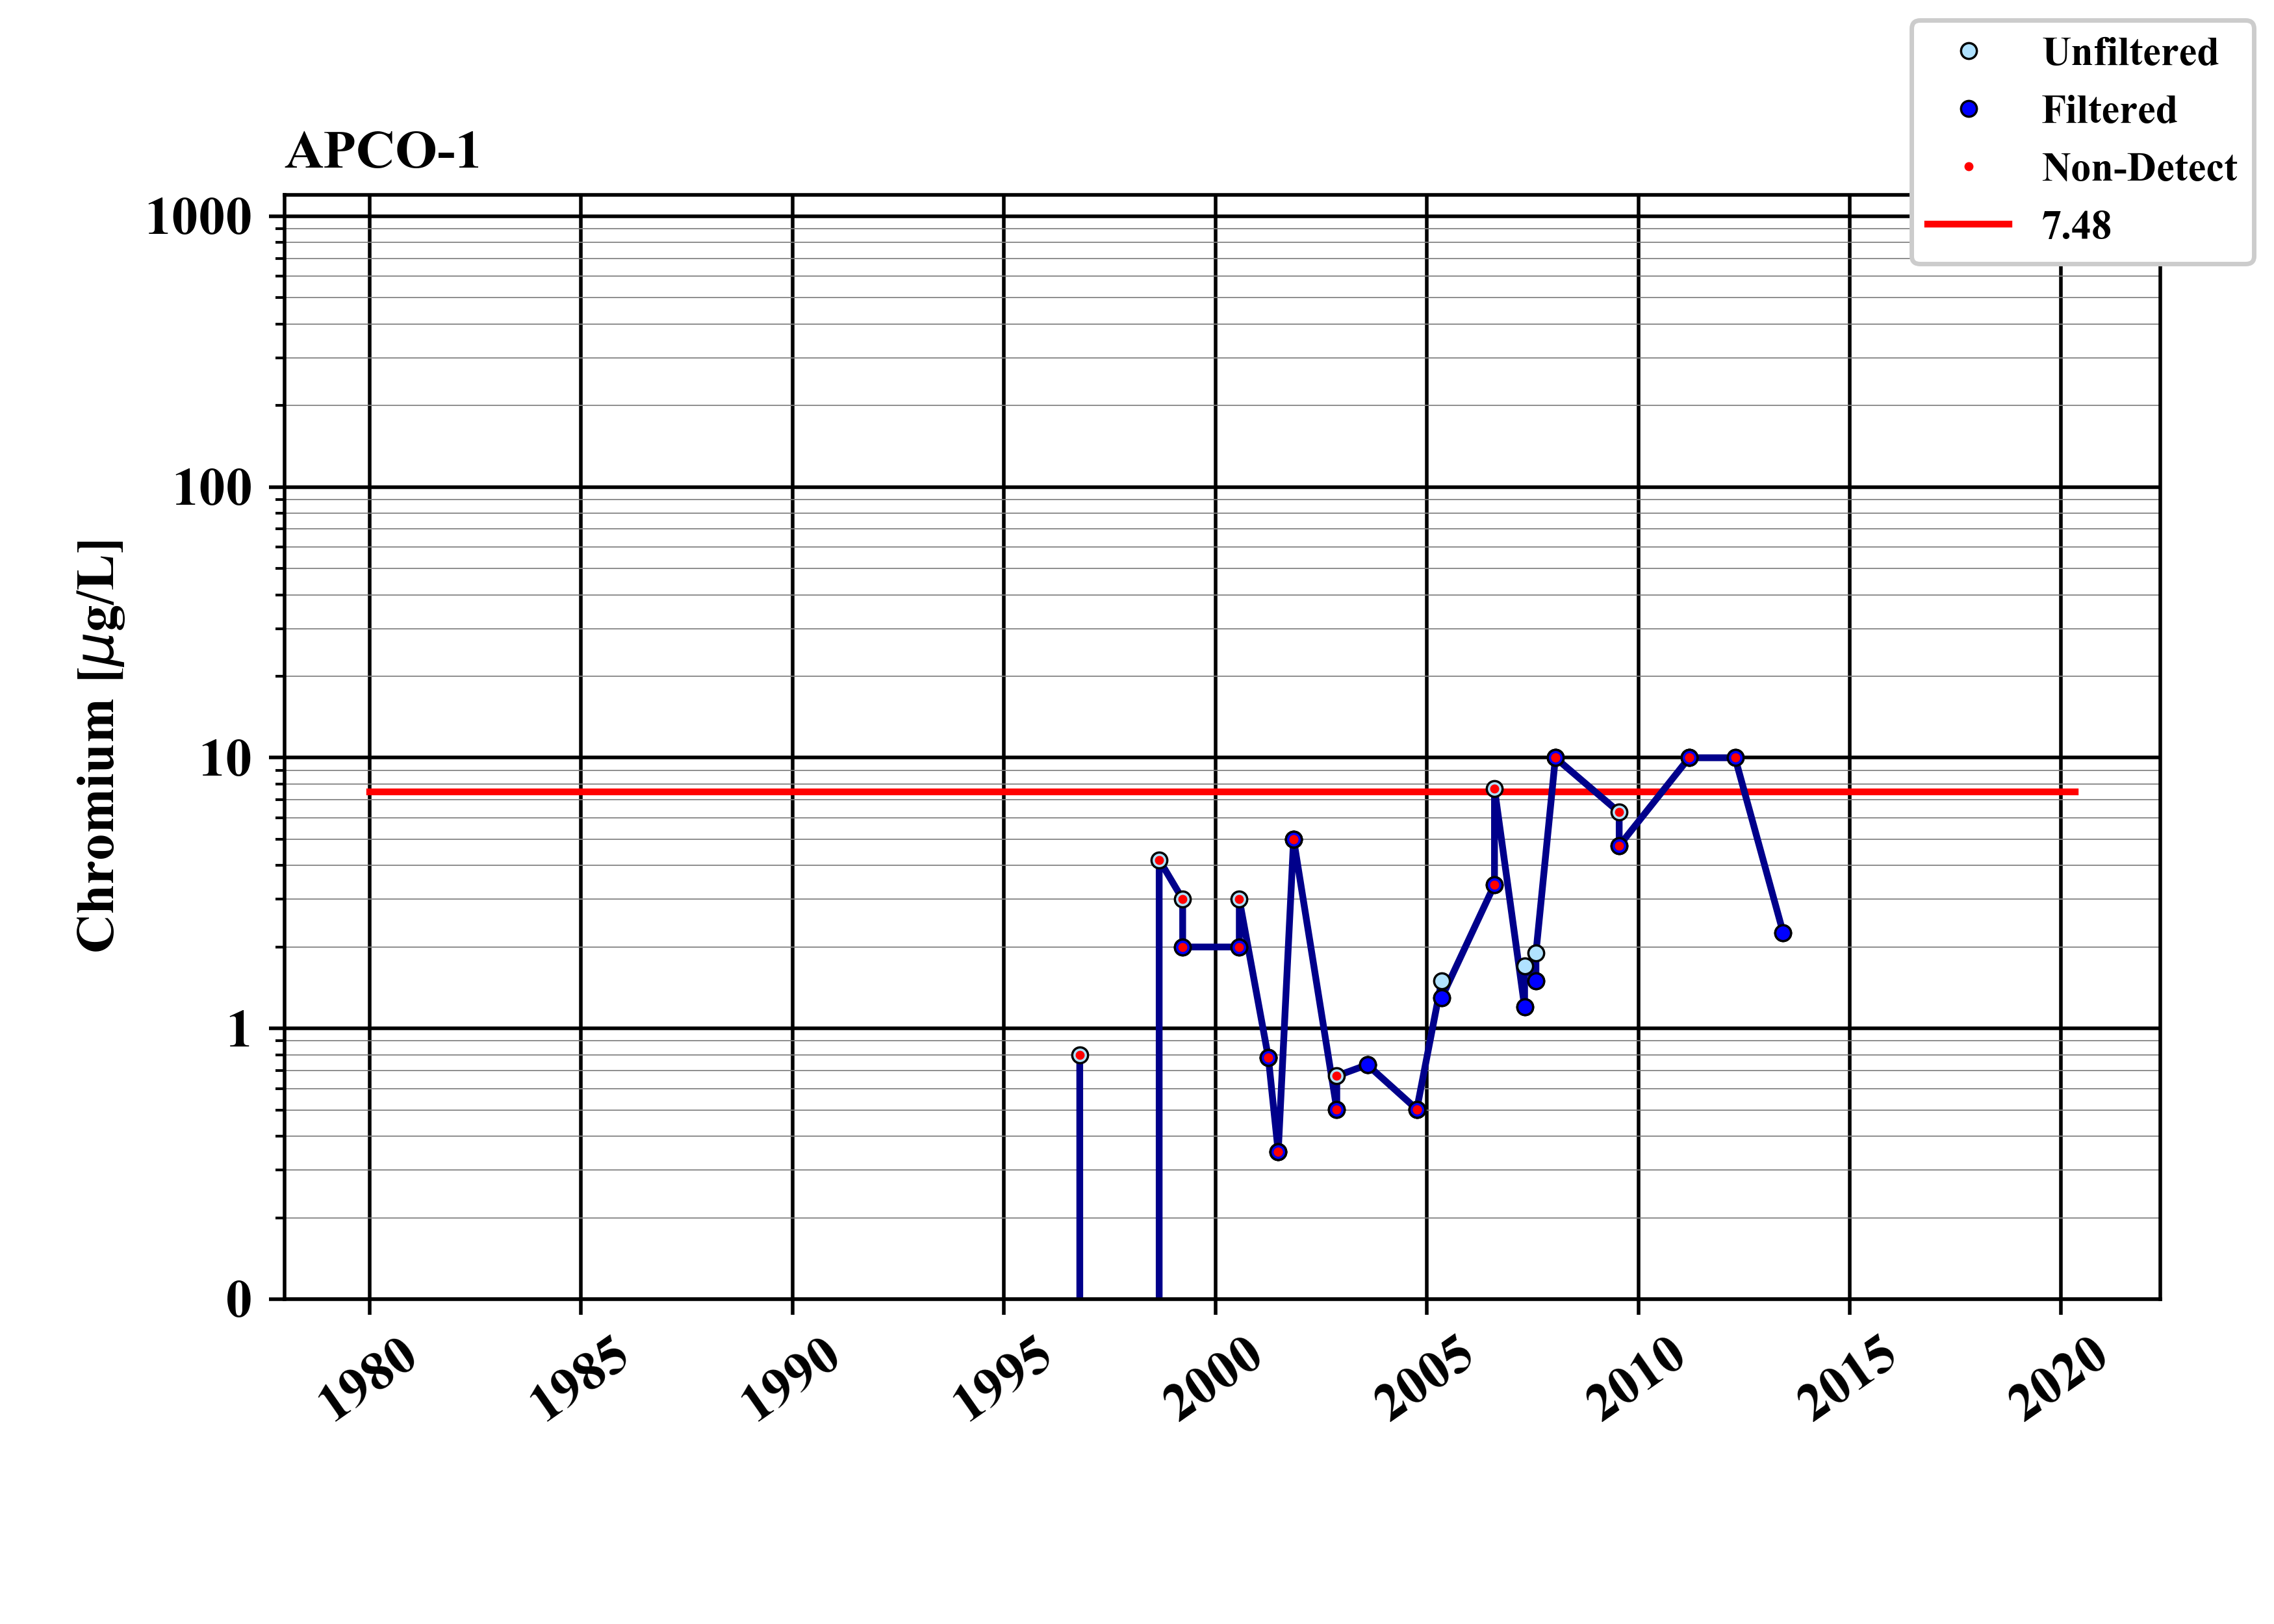 Unfiltered
Filtered
Non-Detect
7.48
APCO-1
1000
100
10
1
0
Chromium [μg/L]
1980 1985 1990 1995 2000 2005 2010 2015 2020